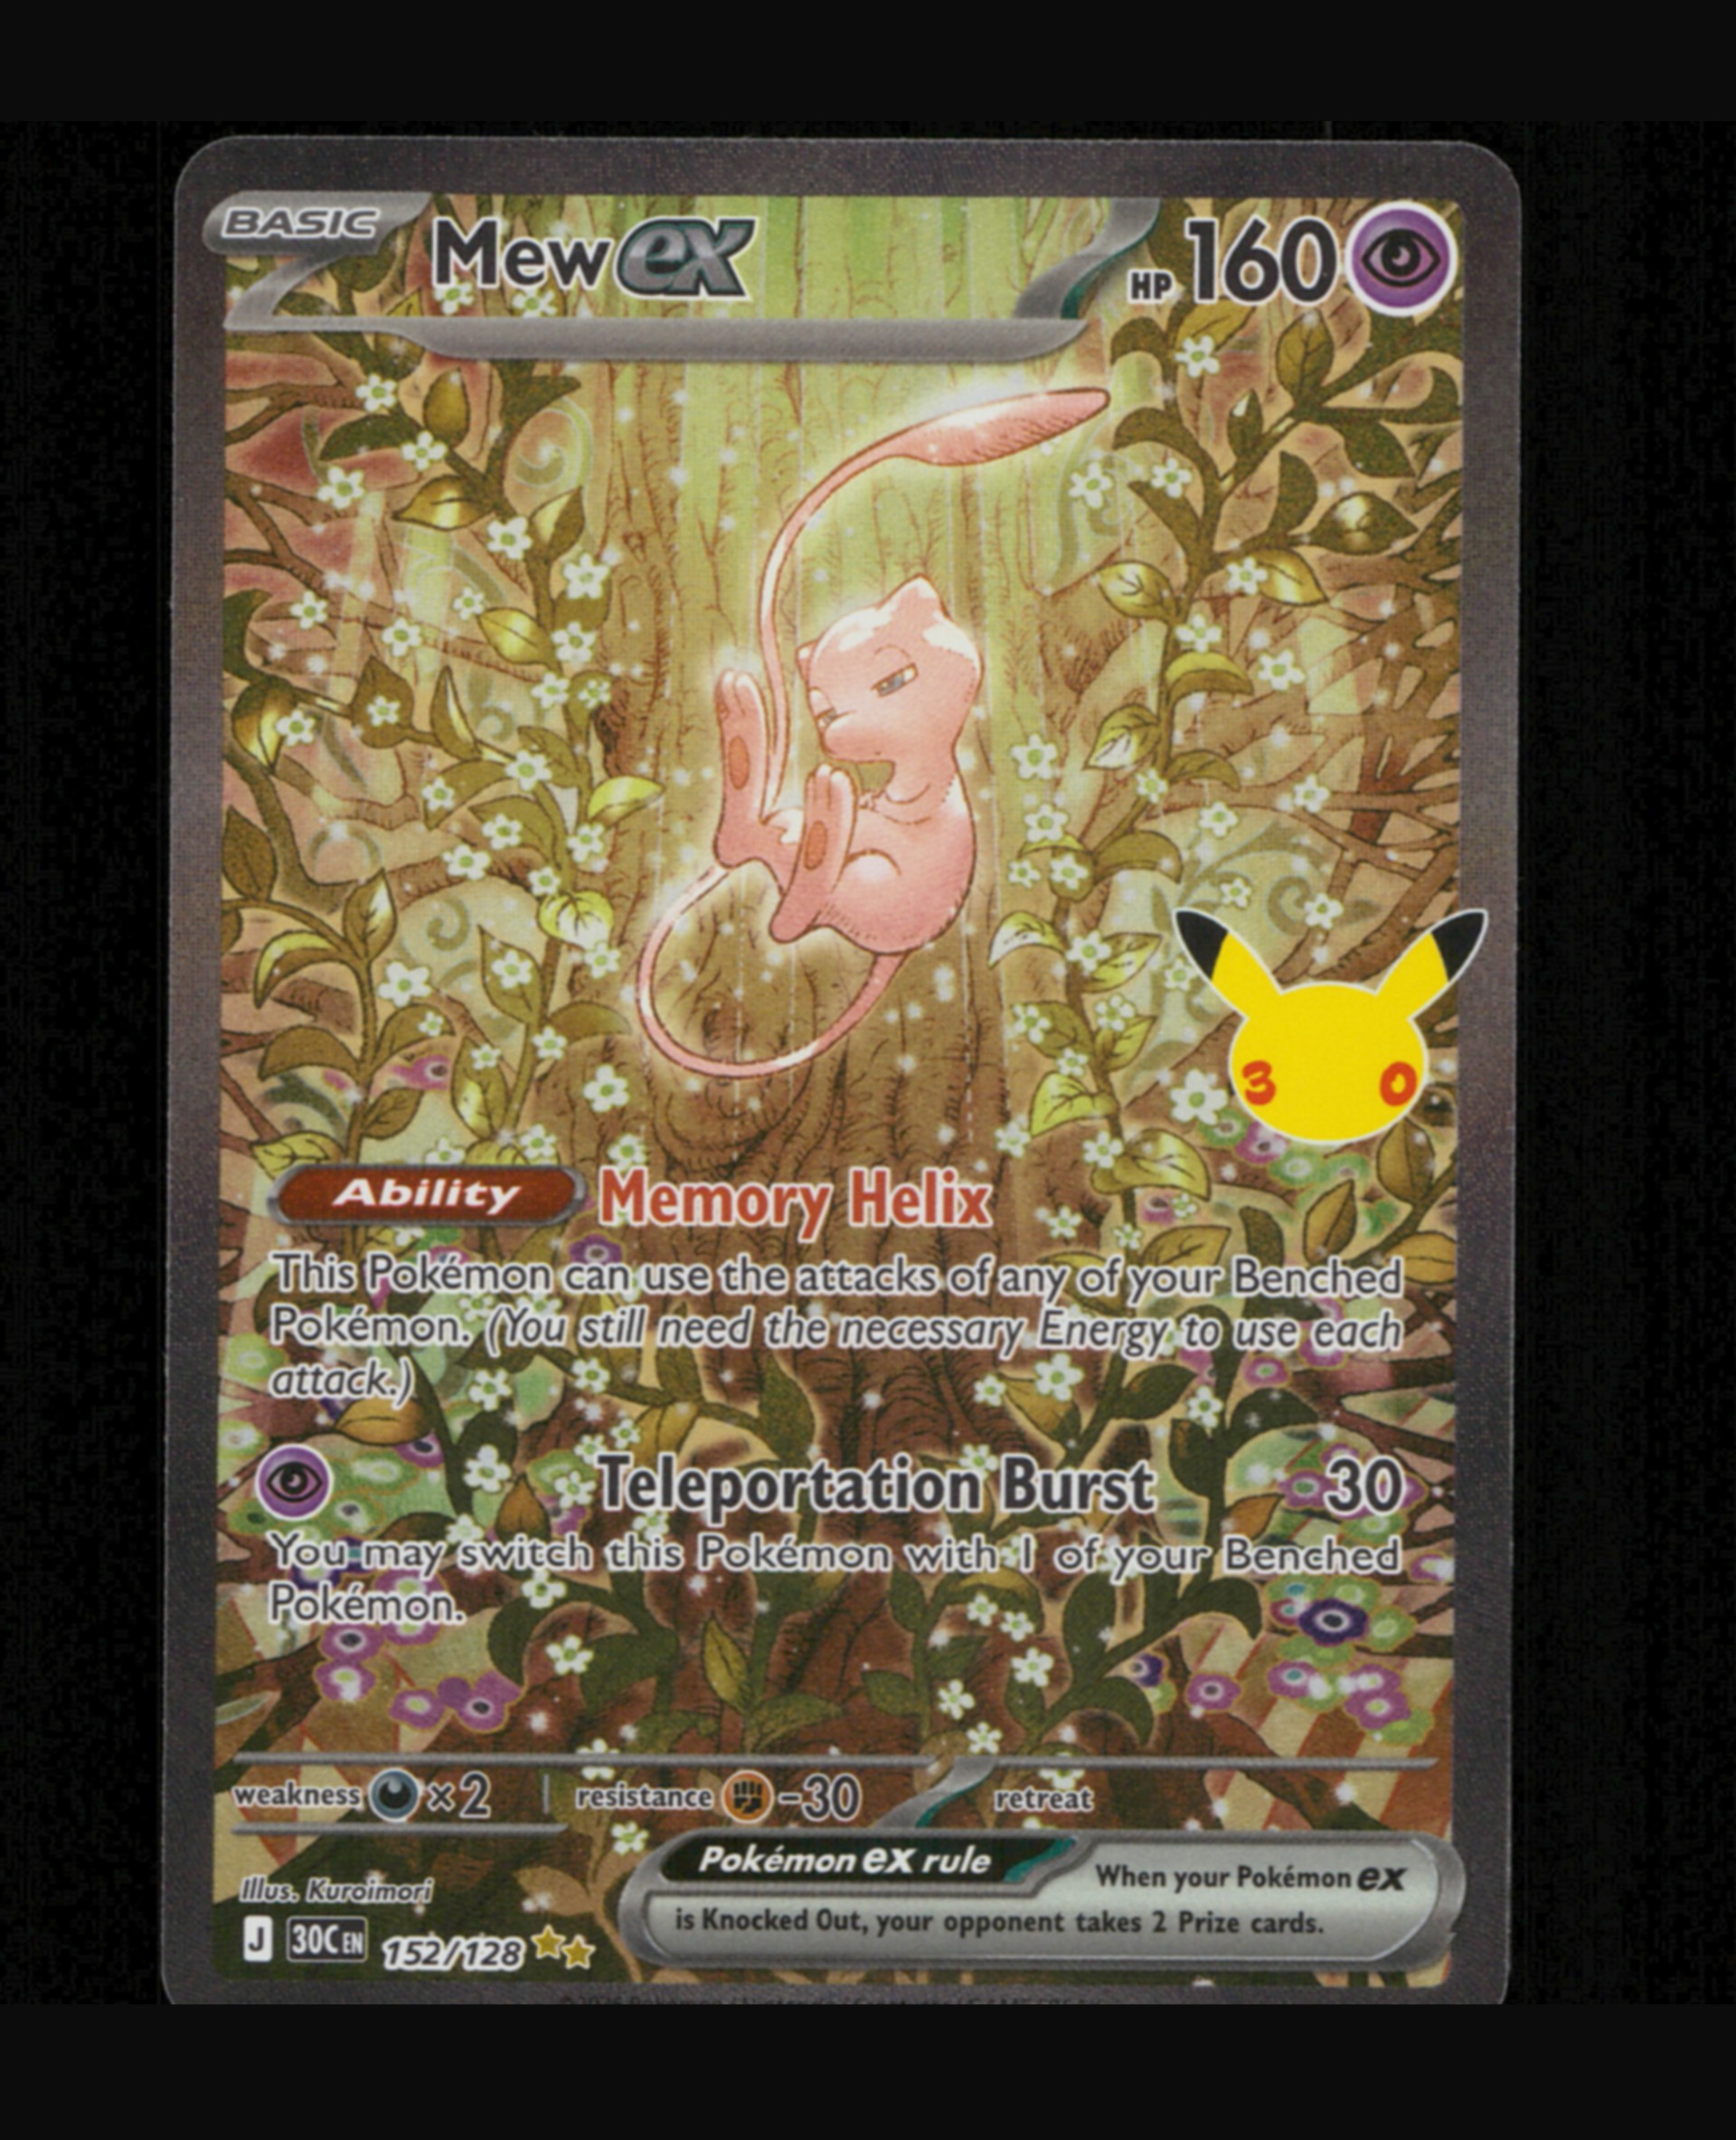 BASIC
Mew ex
HP 160
3 0
Ability Memory Helix
This Pokémon can use the attacks of any of your Benched
Pokémon. (You still need the necessary Energy to use each
attack.)
Teleportation Burst 30
You may switch this Pokémon with 1 of your Benched
Pokémon.
weakness ×2 resistance -30 retreat
Pokémon ex rule When your Pokémon ex
is Knocked Out, your opponent takes 2 Prize cards.
Illus. Kuroimori
J 30C EN 152/128